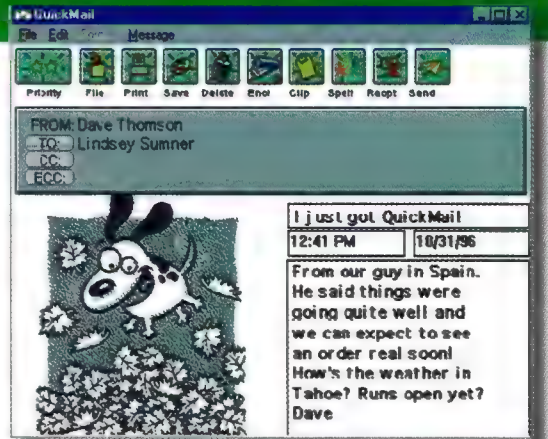 QuickMail
File Edit Message
Priority File Print Save Delete Encl Clip Spell Recpt Send
FROM: Dave Thomson
TO: Lindsey Sumner
CC:
BCC:
I just got QuickMail
12:41 PM 10/31/96
From our guy in Spain.
He said things were
going quite well and
we can expect to see
an order real soon!
How's the weather in
Tahoe? Runs open yet?
Dave